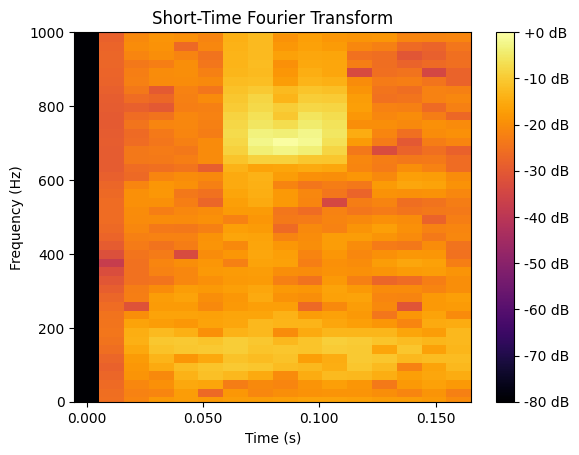 Short-Time Fourier Transform
1000
800
600
400
200
0
Frequency (Hz)
0.000
0.050
0.100
0.150
Time (s)
+0 dB
-10 dB
-20 dB
-30 dB
-40 dB
-50 dB
-60 dB
-70 dB
-80 dB